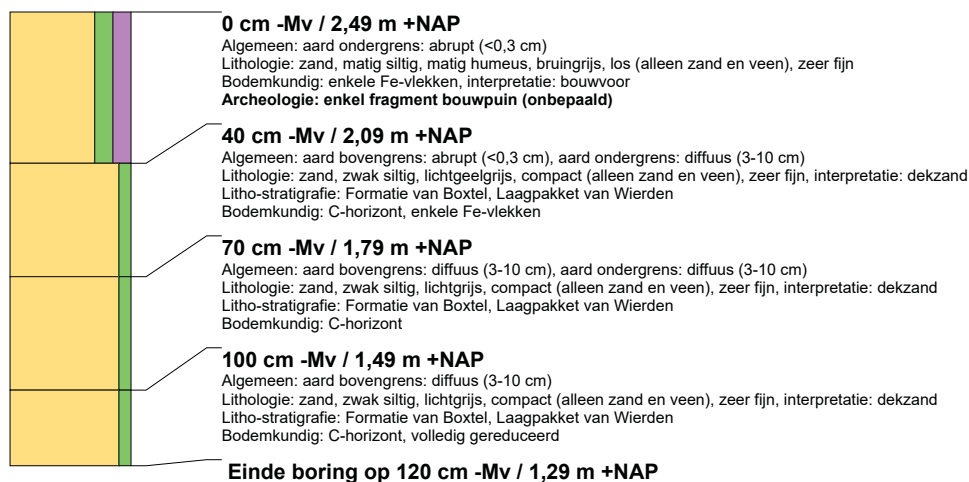 0 cm -Mv / 2,49 m +NAP
Algemeen: aard ondergrens: abrupt (<0,3 cm)
Lithologie: zand, matig siltig, matig humeus, bruingrijs, los (alleen zand en veen), zeer fijn
Bodemkundig: enkele Fe-vlekken, interpretatie: bouwvoor
Archeologie: enkel fragment bouwpuin (onbepaald)
40 cm -Mv / 2,09 m +NAP
Algemeen: aard bovengrens: abrupt (<0,3 cm), aard ondergrens: diffuus (3-10 cm)
Lithologie: zand, zwak siltig, lichtgeelgrijs, compact (alleen zand en veen), zeer fijn, interpretatie: dekzand
Litho-stratigrafie: Formatie van Boxtel, Laagpakket van Wierden
Bodemkundig: C-horizont, enkele Fe-vlekken
70 cm -Mv / 1,79 m +NAP
Algemeen: aard bovengrens: diffuus (3-10 cm), aard ondergrens: diffuus (3-10 cm)
Lithologie: zand, zwak siltig, lichtgrijs, compact (alleen zand en veen), zeer fijn, interpretatie: dekzand
Litho-stratigrafie: Formatie van Boxtel, Laagpakket van Wierden
Bodemkundig: C-horizont
100 cm -Mv / 1,49 m +NAP
Algemeen: aard bovengrens: diffuus (3-10 cm)
Lithologie: zand, zwak siltig, lichtgrijs, compact (alleen zand en veen), zeer fijn, interpretatie: dekzand
Litho-stratigrafie: Formatie van Boxtel, Laagpakket van Wierden
Bodemkundig: C-horizont, volledig gereduceerd
Einde boring op 120 cm -Mv / 1,29 m +NAP